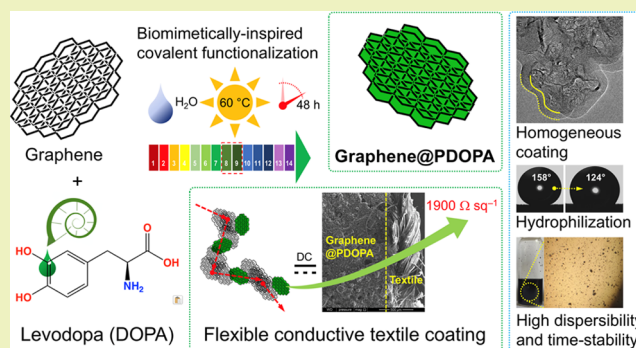 Biomimetically-inspired
covalent functionalization
H₂O
60 °C
48 h
1 2 3 4 5 6 7 8 9 10 11 12 13 14
Graphene
+
Graphene@PDOPA
HO
HO
O
OH
NH₂
Levodopa (DOPA)
DC
Graphene
@PDOPA
Textile
1900 Ω sq⁻¹
Flexible conductive textile coating
Homogeneous
coating
158°
124°
Hydrophilization
High dispersibility
and time-stability